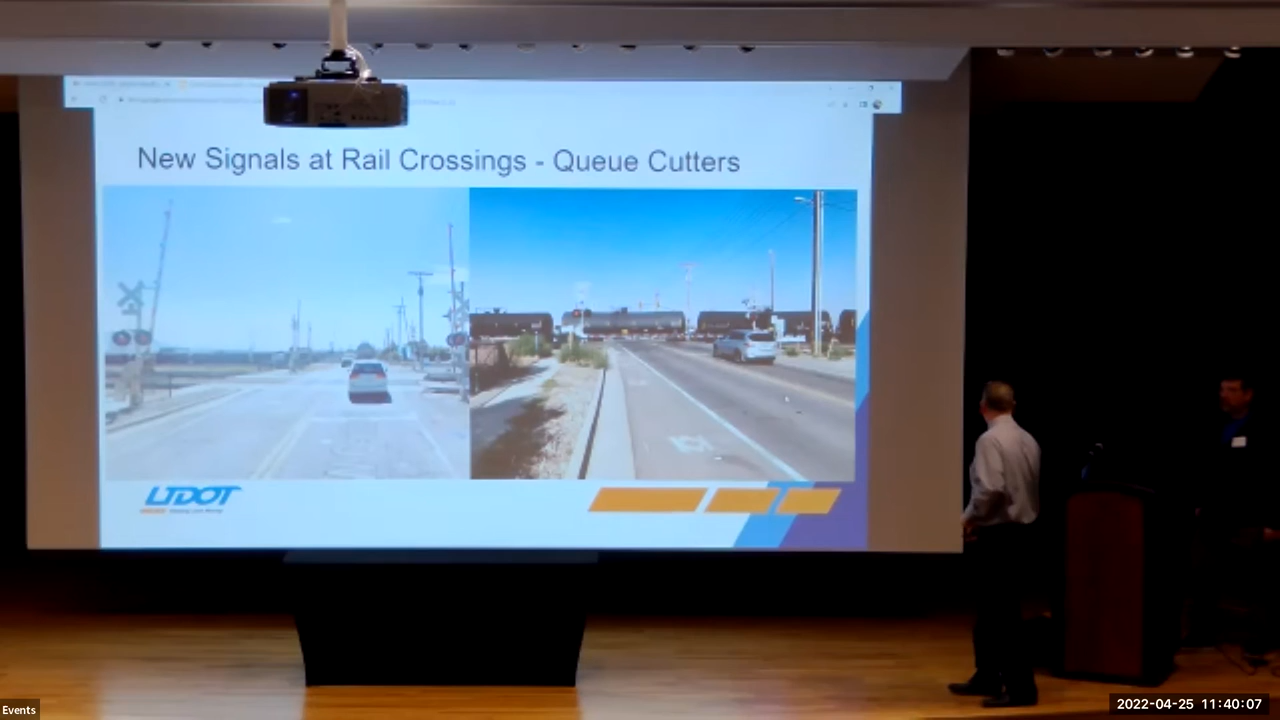 New Signals at Rail Crossings - Queue Cutters
UDOT
Events
2022-04-25 11:40:07